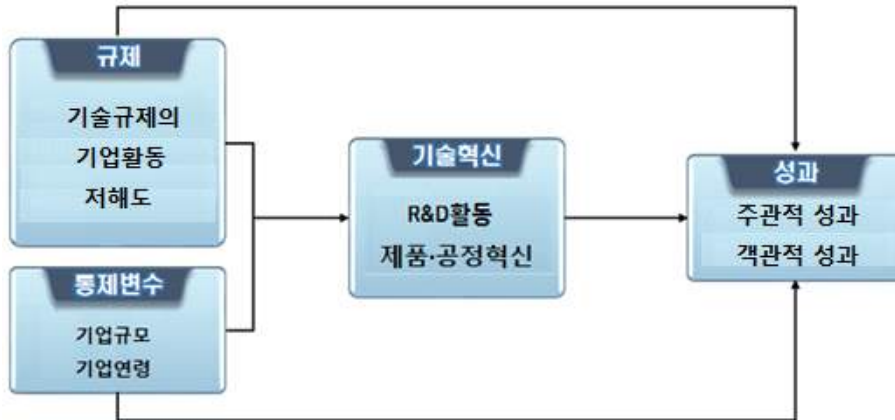 규제
기술규제의
기업활동
저해도
통제변수
기업규모
기업연령
기술혁신
R&D활동
제품·공정혁신
성과
주관적 성과
객관적 성과